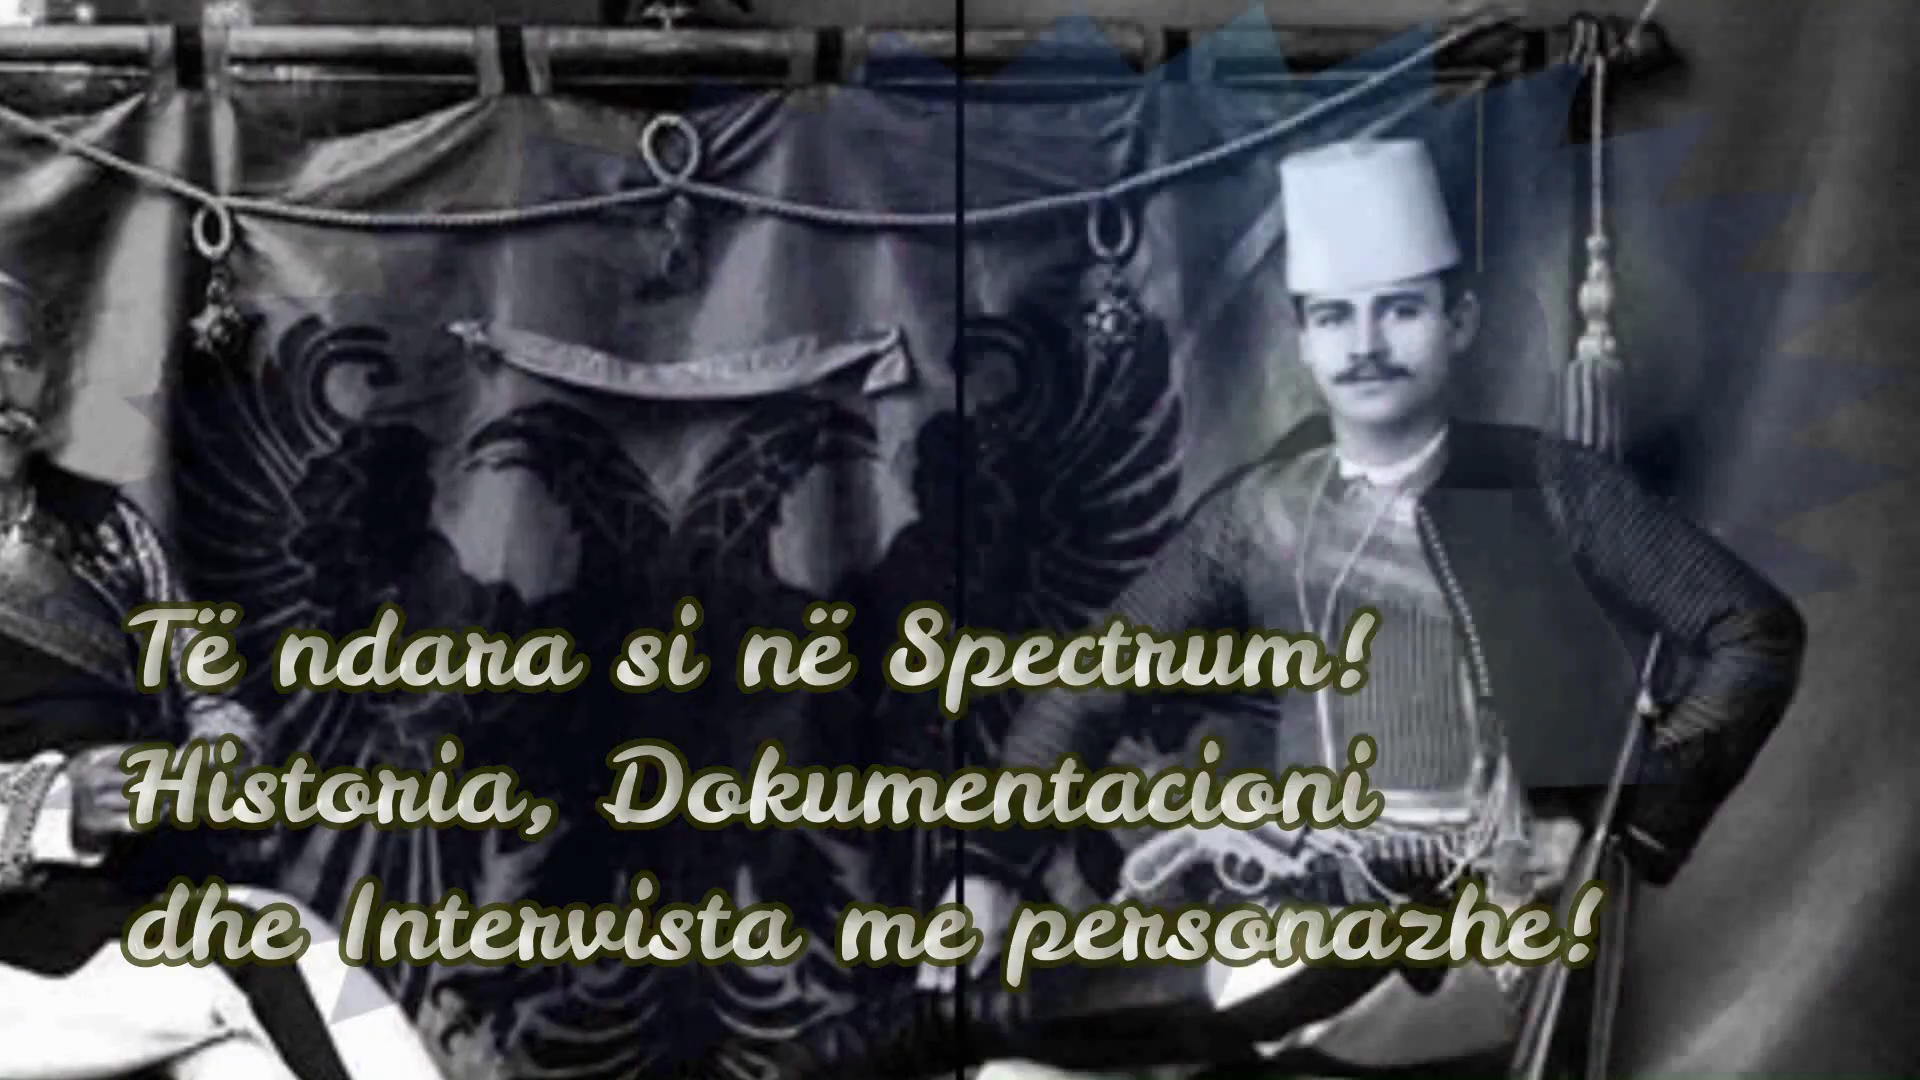 Të ndara si në Spectrum!
Historia, Dokumentacioni
dhe Intervista me personazhe!